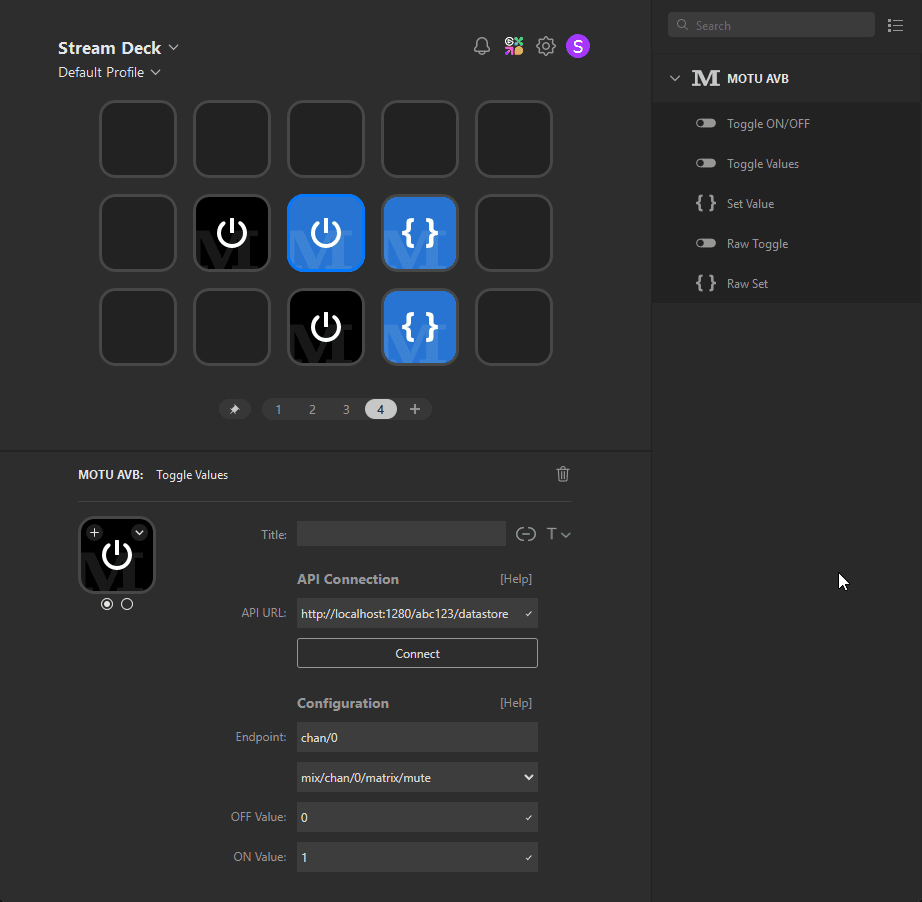 Stream Deck
Default Profile
S
1 2 3 4 +
MOTU AVB: Toggle Values
Title:
T
API Connection [Help]
API URL: http://localhost:1280/abc123/datastore
Connect
Configuration [Help]
Endpoint: chan/0
mix/chan/0/matrix/mute
OFF Value: 0
ON Value: 1
Search
M MOTU AVB
Toggle ON/OFF
Toggle Values
{ } Set Value
Raw Toggle
{ } Raw Set